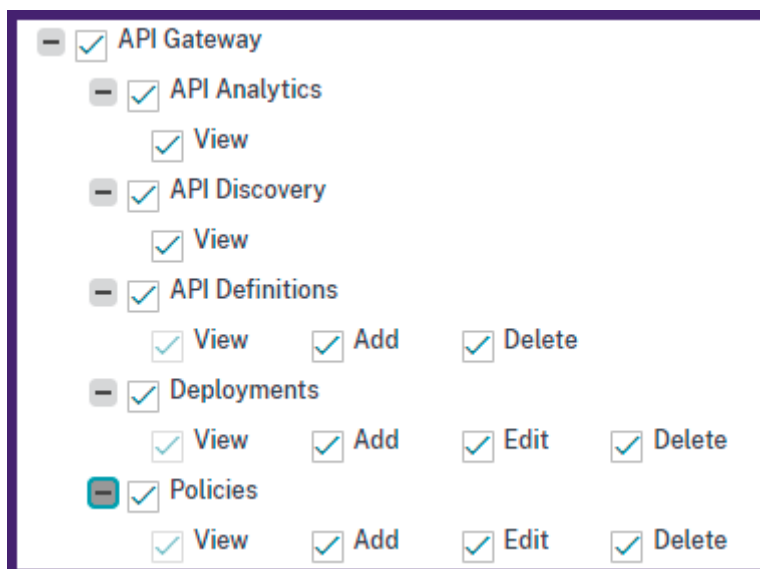 API Gateway
API Analytics
View
API Discovery
View
API Definitions
View Add Delete
Deployments
View Add Edit Delete
Policies
View Add Edit Delete